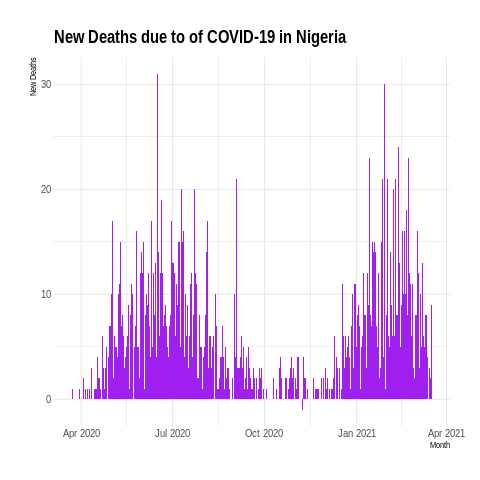 New Deaths due to of COVID-19 in Nigeria
New Deaths
30
20
10
0
Apr 2020 Jul 2020 Oct 2020 Jan 2021 Apr 2021
Month